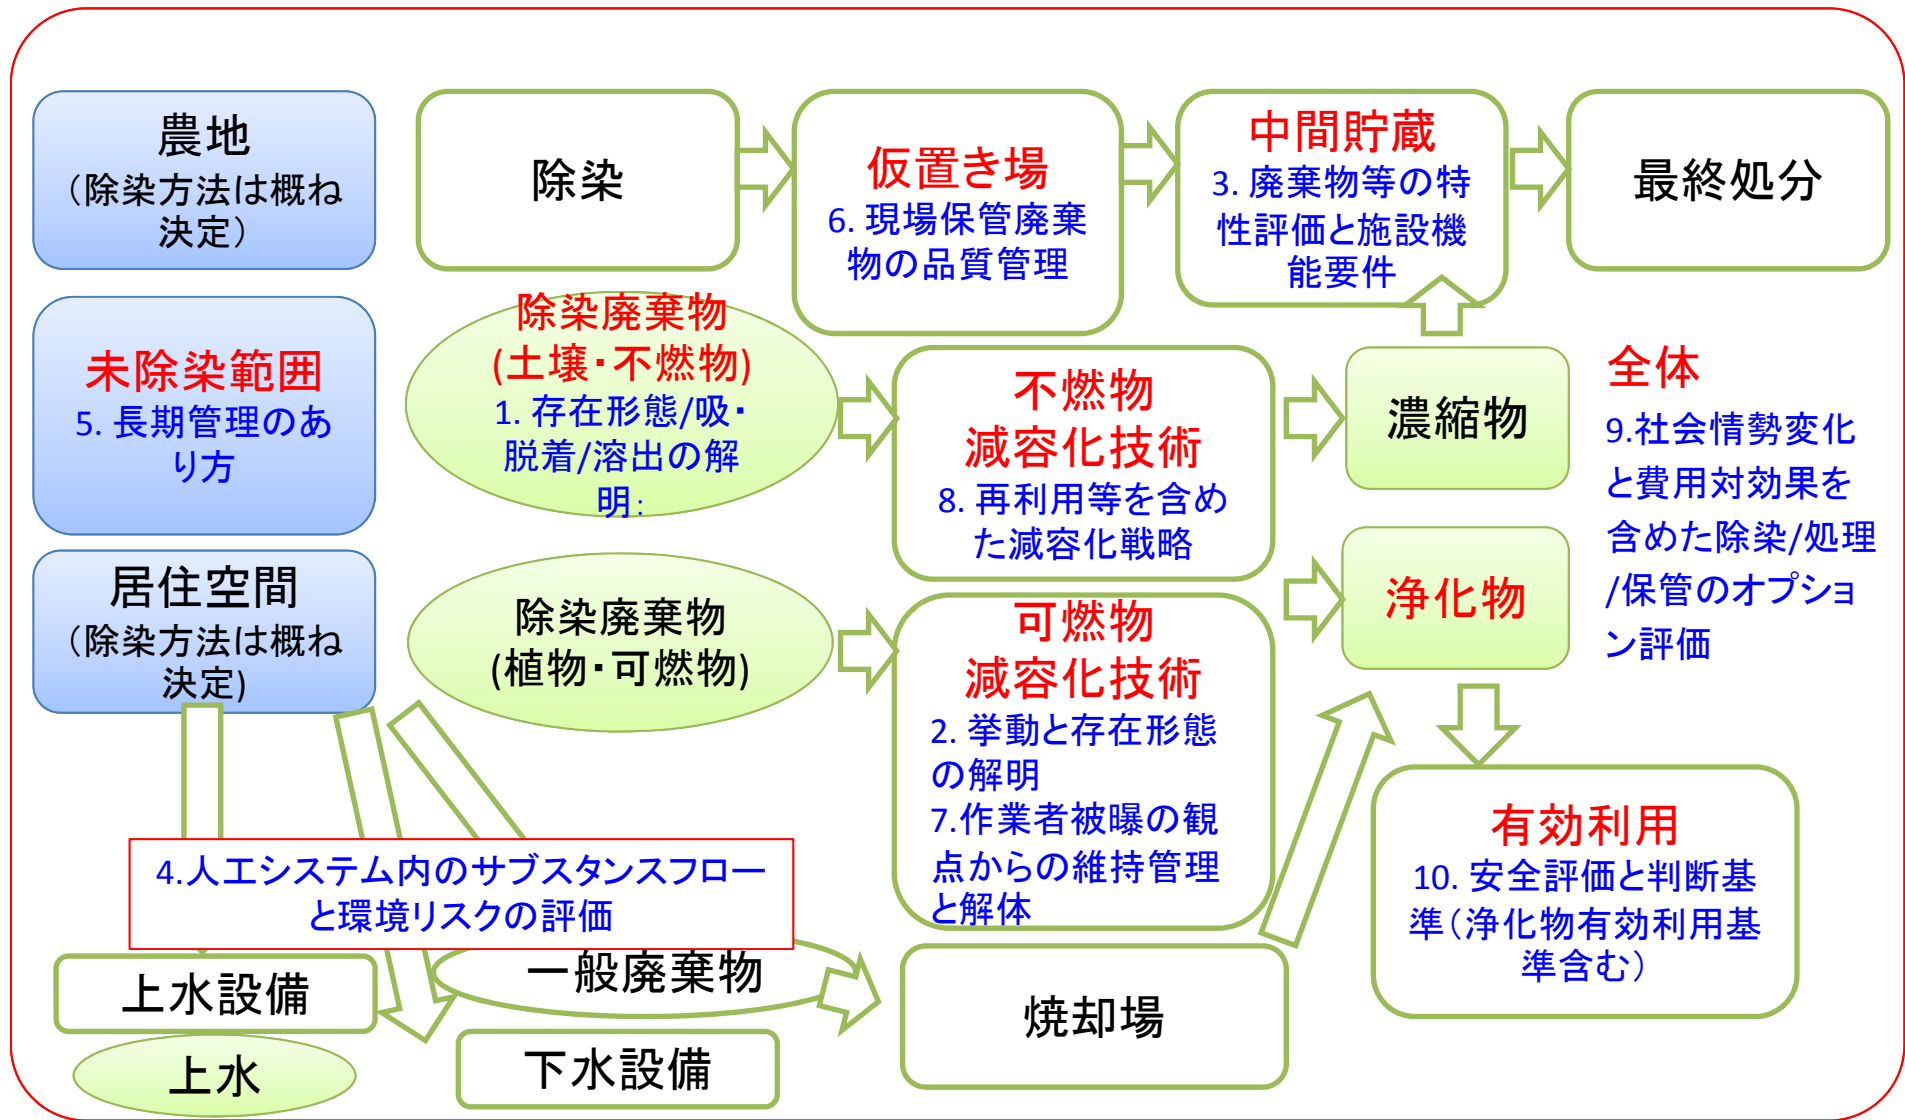 農地
（除染方法は概ね
決定）
除染
仮置き場
6. 現場保管廃棄
物の品質管理
中間貯蔵
3. 廃棄物等の特
性評価と施設機
能要件
最終処分
未除染範囲
5. 長期管理のあ
り方
除染廃棄物
(土壌・不燃物)
1. 存在形態/吸・
脱着/溶出の解
明：
不燃物
減容化技術
8. 再利用等を含め
た減容化戦略
濃縮物
全体
9.社会情勢変化
と費用対効果を
含めた除染/処理
/保管のオプショ
ン評価
居住空間
（除染方法は概ね
決定)
除染廃棄物
(植物・可燃物)
可燃物
減容化技術
2. 挙動と存在形態
の解明
7.作業者被曝の観
点からの維持管理
と解体
浄化物
有効利用
10. 安全評価と判断基
準（浄化物有効利用基
準含む）
4.人工システム内のサブスタンスフロー
と環境リスクの評価
一般廃棄物
上水設備
焼却場
上水
下水設備